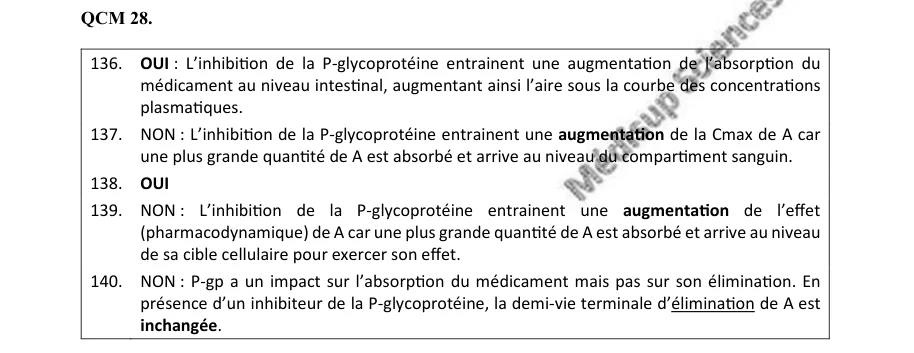 QCM 28.
136. OUI : L'inhibition de la P-glycoprotéine entrainent une augmentation de l'absorption du
médicament au niveau intestinal, augmentant ainsi l'aire sous la courbe des concentrations
plasmatiques.
137. NON : L'inhibition de la P-glycoprotéine entrainent une augmentation de la Cmax de A car
une plus grande quantité de A est absorbé et arrive au niveau du compartiment sanguin.
138. OUI
139. NON : L'inhibition de la P-glycoprotéine entrainent une augmentation de l'effet
(pharmacodynamique) de A car une plus grande quantité de A est absorbé et arrive au niveau
de sa cible cellulaire pour exercer son effet.
140. NON : P-gp a un impact sur l'absorption du médicament mais pas sur son élimination. En
présence d'un inhibiteur de la P-glycoprotéine, la demi-vie terminale d'élimination de A est
inchangée.
Médisup Sciences